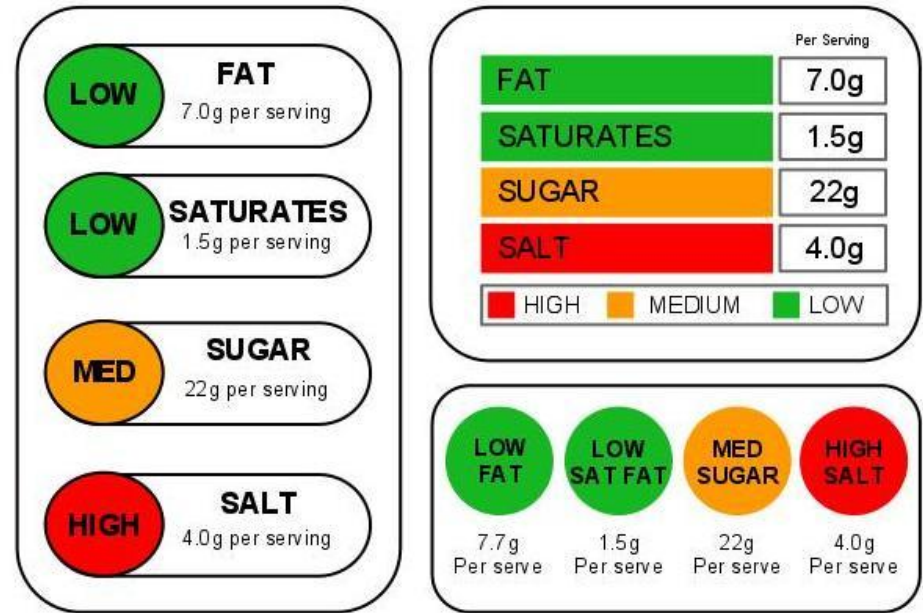 LOW
FAT
7.0g per serving
LOW
SATURATES
1.5g per serving
MED
SUGAR
22g per serving
HIGH
SALT
4.0g per serving
Per Serving
FAT 7.0g
SATURATES 1.5g
SUGAR 22g
SALT 4.0g
HIGH MEDIUM LOW
LOW FAT
LOW SAT FAT
MED SUGAR
HIGH SALT
7.7g Per serve
1.5g Per serve
22g Per serve
4.0g Per serve